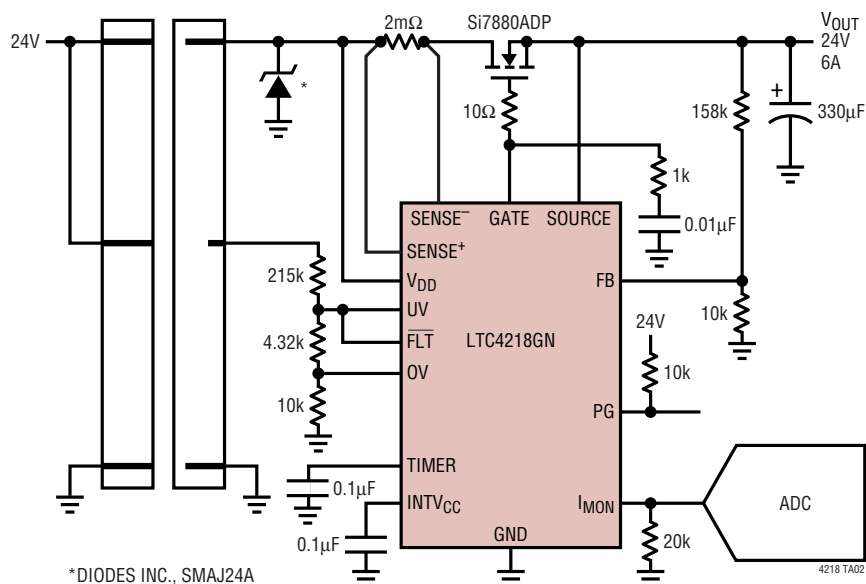 24V
2mΩ
Si7880ADP
VOUT
24V
6A
*
10Ω
158k
+
330µF
1k
0.01µF
SENSE–
GATE
SOURCE
SENSE+
VDD
UV
FLT
OV
TIMER
INTVCC
GND
LTC4218GN
FB
PG
IMON
215k
4.32k
10k
24V
10k
10k
0.1µF
0.1µF
20k
ADC
*DIODES INC., SMAJ24A
4218 TA02